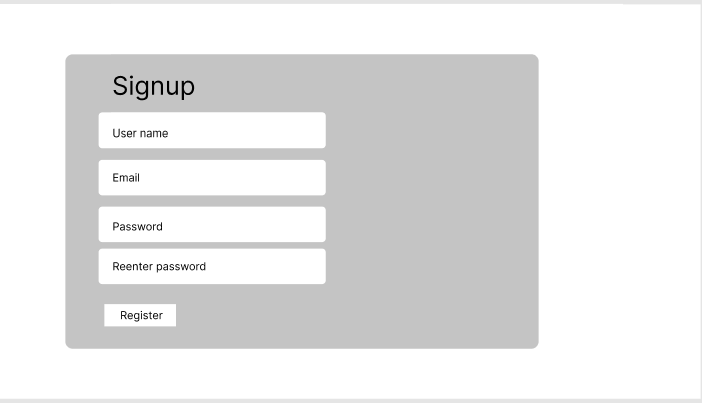 Signup
User name
Email
Password
Reenter password
Register